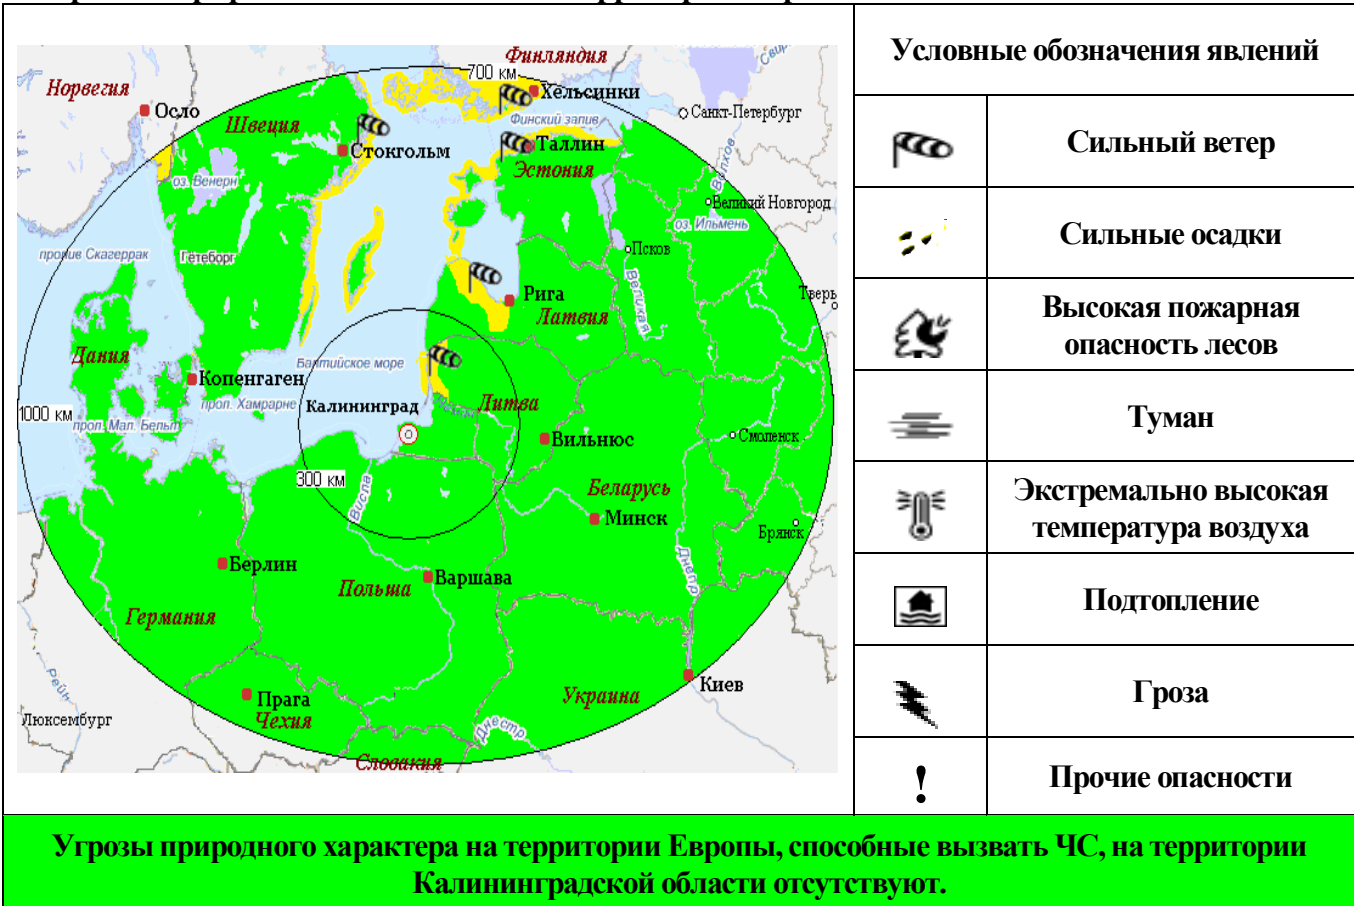 Финляндия
700 км
Норвегия
Хельсинки
Осло
Санкт-Петербург
Швеция
Финский залив
Стокгольм
Таллин
Эстония
Волхов
оз. Венерн
Великий Новгород
оз. Ильмень
пролив Скагеррак
Гётеборг
Псков
Великая
Рига
Тверь
Латвия
Дания
Балтийское море
Копенгаген
Калининград
Литва
1000 км
прол. Хамрарне
прол. Мал. Бельт
Вильнюс
Смоленск
300 км
Висла
Беларусь
Минск
Брянск
Днепр
Берлин
Польша
Варшава
Германия
Рейн
Прага
Чехия
Украина
Киев
Люксембург
Днестр
Словакия
Условные обозначения явлений
Сильный ветер
Сильные осадки
Высокая пожарная
опасность лесов
Туман
Экстремально высокая
температура воздуха
Подтопление
Гроза
! Прочие опасности
Угрозы природного характера на территории Европы, способные вызвать ЧС, на территории
Калининградской области отсутствуют.